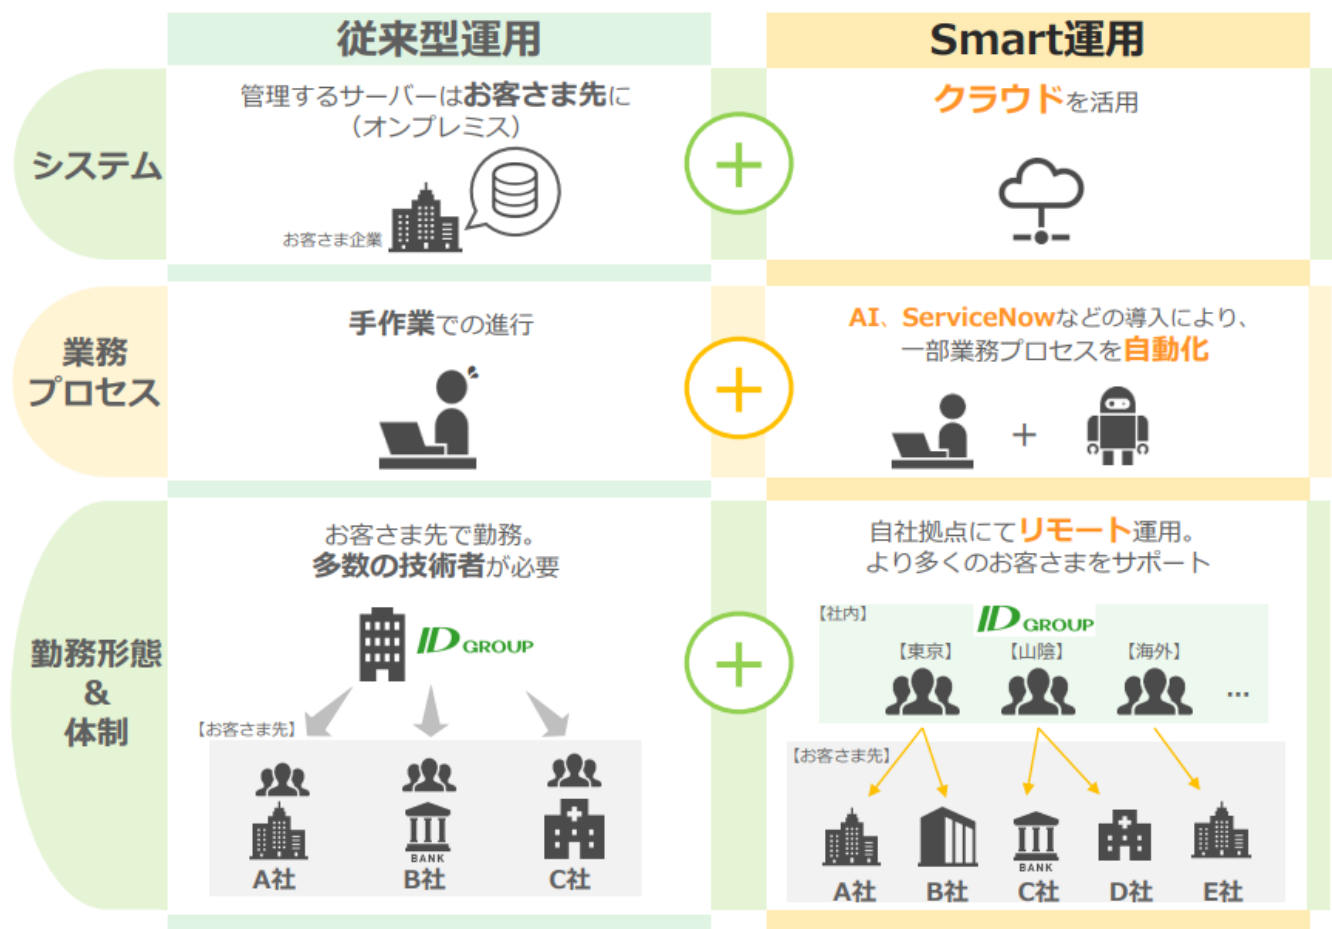 従来型運用
Smart運用
システム
管理するサーバーはお客さま先に
（オンプレミス）
お客さま企業
クラウドを活用
業務
プロセス
手作業での進行
AI、ServiceNowなどの導入により、
一部業務プロセスを自動化
勤務形態
&
体制
お客さま先で勤務。
多数の技術者が必要
ID GROUP
【お客さま先】
BANK
A社
B社
C社
自社拠点にてリモート運用。
より多くのお客さまをサポート
【社内】
ID GROUP
【東京】
【山陰】
【海外】
…
【お客さま先】
BANK
A社
B社
C社
D社
E社